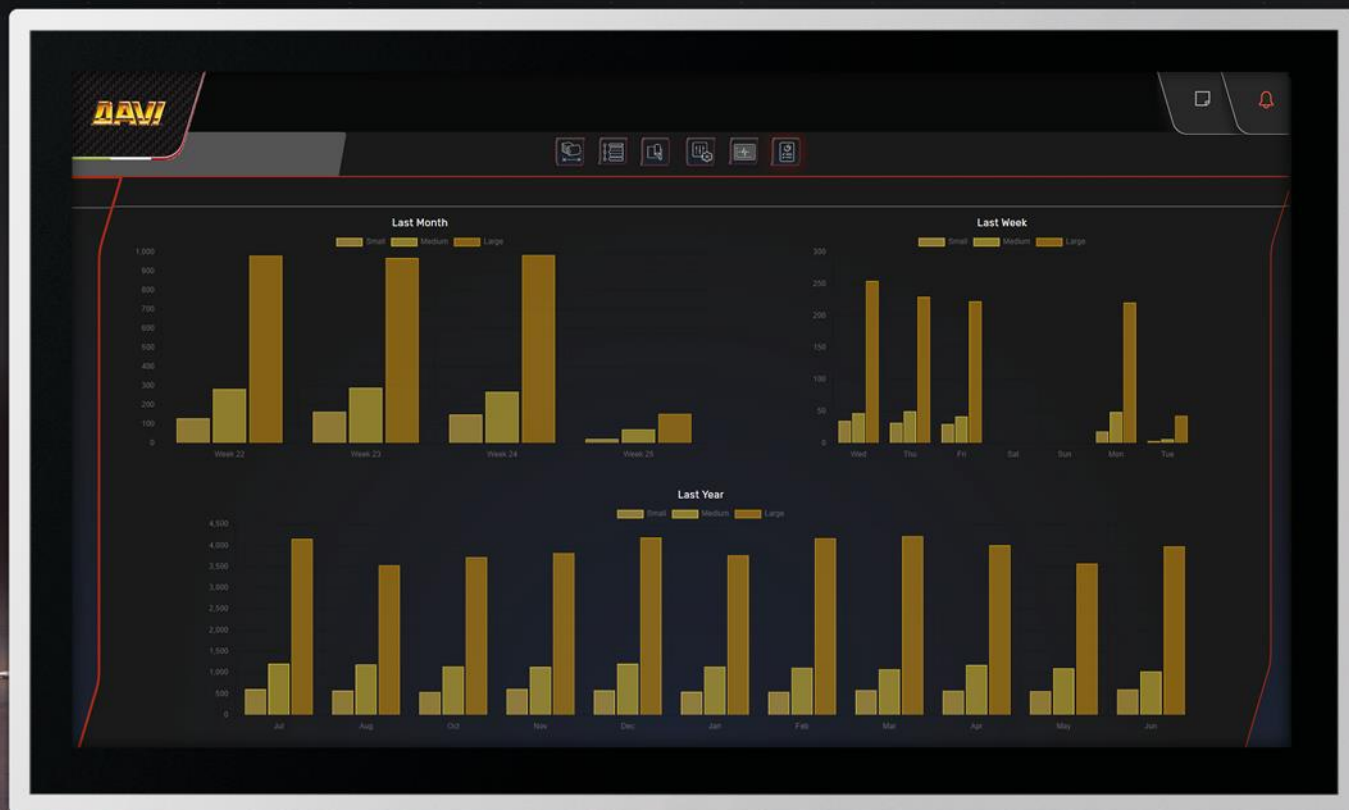 DAVI
Last Month
Small Medium Large
1,000
900
800
700
600
500
400
300
200
100
0
Week 22 Week 23 Week 24 Week 25
Last Week
Small Medium Large
300
250
200
150
100
50
0
Wed Thu Fri Sat Sun Mon Tue
Last Year
Small Medium Large
4,500
4,000
3,500
3,000
2,500
2,000
1,500
1,000
500
0
Jul Aug Oct Nov Dec Jan Feb Mar Apr May Jun